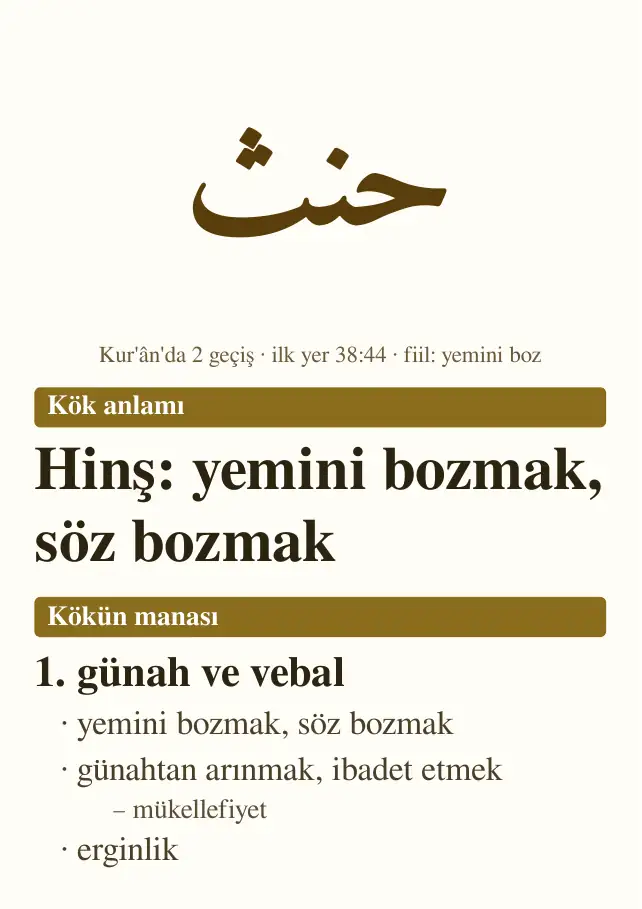 حنث
Kur'ân'da 2 geçiş · ilk yer 38:44 · fiil: yemini boz
Kök anlamı
Hinş: yemini bozmak,
söz bozmak
Kökün manası
1. günah ve vebal
· yemini bozmak, söz bozmak
· günahtan arınmak, ibadet etmek
– mükellefiyet
· erginlik